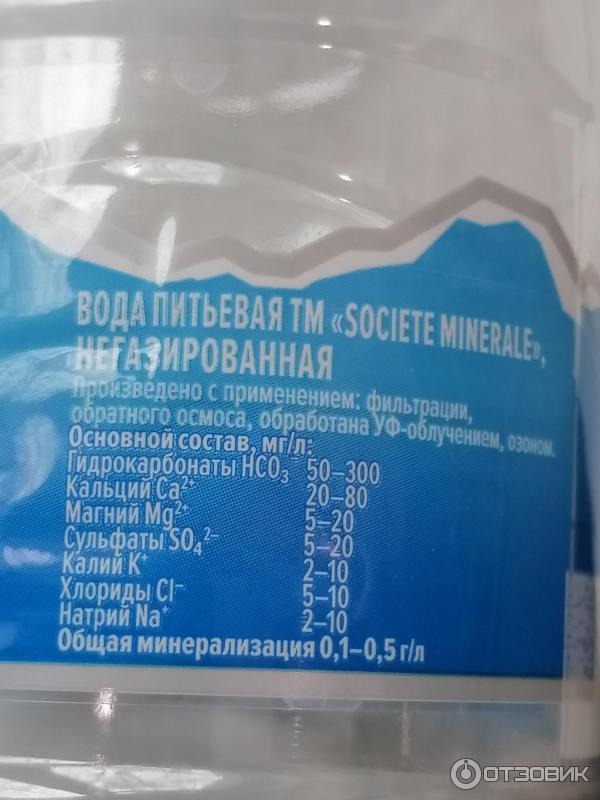 ВОДА ПИТЬЕВАЯ ТМ «SOCIETE MINERALE»,
НЕГАЗИРОВАННАЯ
Произведено с применением: фильтрации,
обратного осмоса, обработана УФ-облучением, озоном.
Основной состав, мг/л:
Гидрокарбонаты HCO₃⁻ 50–300
Кальций Ca²⁺ 20–80
Магний Mg²⁺ 5–20
Сульфаты SO₄²⁻ 5–20
Калий K⁺ 2–10
Хлориды Cl⁻ 5–10
Натрий Na⁺ 2–10
Общая минерализация 0,1–0,5 г/л
ОТЗОВИК